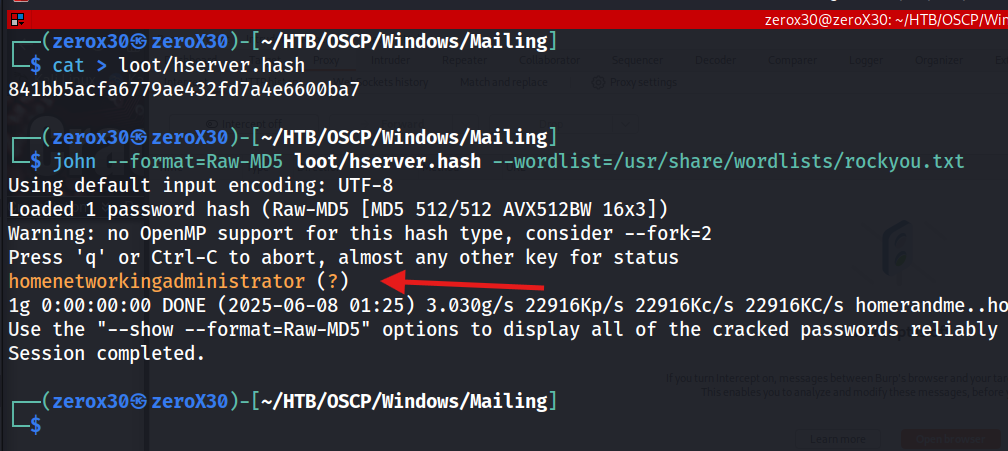 zerox30@zeroX30: ~/HTB/OSCP/Windows/Mailing
┌──(zerox30㉿zeroX30)-[~/HTB/OSCP/Windows/Mailing]
└─$ cat > loot/hserver.hash
841bb5acfa6779ae432fd7a4e6600ba7
┌──(zerox30㉿zeroX30)-[~/HTB/OSCP/Windows/Mailing]
└─$ john --format=Raw-MD5 loot/hserver.hash --wordlist=/usr/share/wordlists/rockyou.txt
Using default input encoding: UTF-8
Loaded 1 password hash (Raw-MD5 [MD5 512/512 AVX512BW 16x3])
Warning: no OpenMP support for this hash type, consider --fork=2
Press 'q' or Ctrl-C to abort, almost any other key for status
homenetworkingadministrator (?)
1g 0:00:00:00 DONE (2025-06-08 01:25) 3.030g/s 22916Kp/s 22916Kc/s 22916KC/s homerandme..ho
Use the "--show --format=Raw-MD5" options to display all of the cracked passwords reliably
Session completed.
┌──(zerox30㉿zeroX30)-[~/HTB/OSCP/Windows/Mailing]
└─$